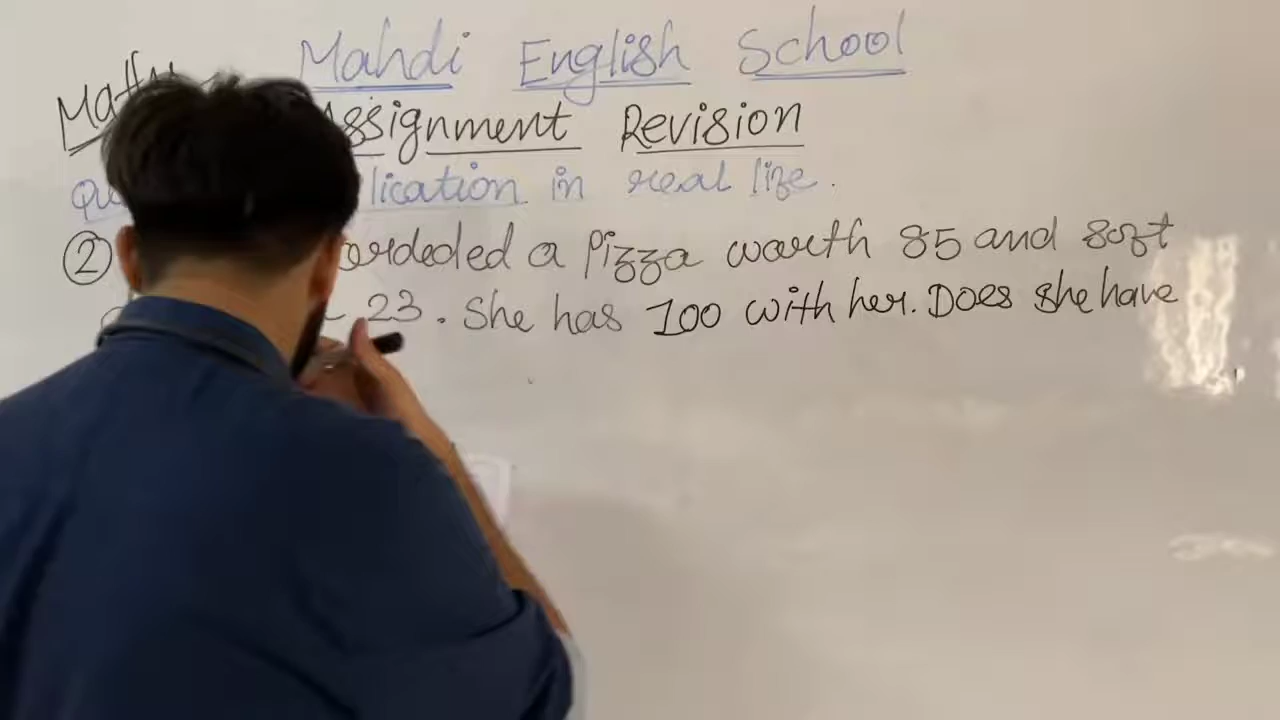 Mahdi English School
Assignment Revision
lication in real life.
② ordeded a Pizza worth 85 and soft
23. She has 100 with her. Does she have